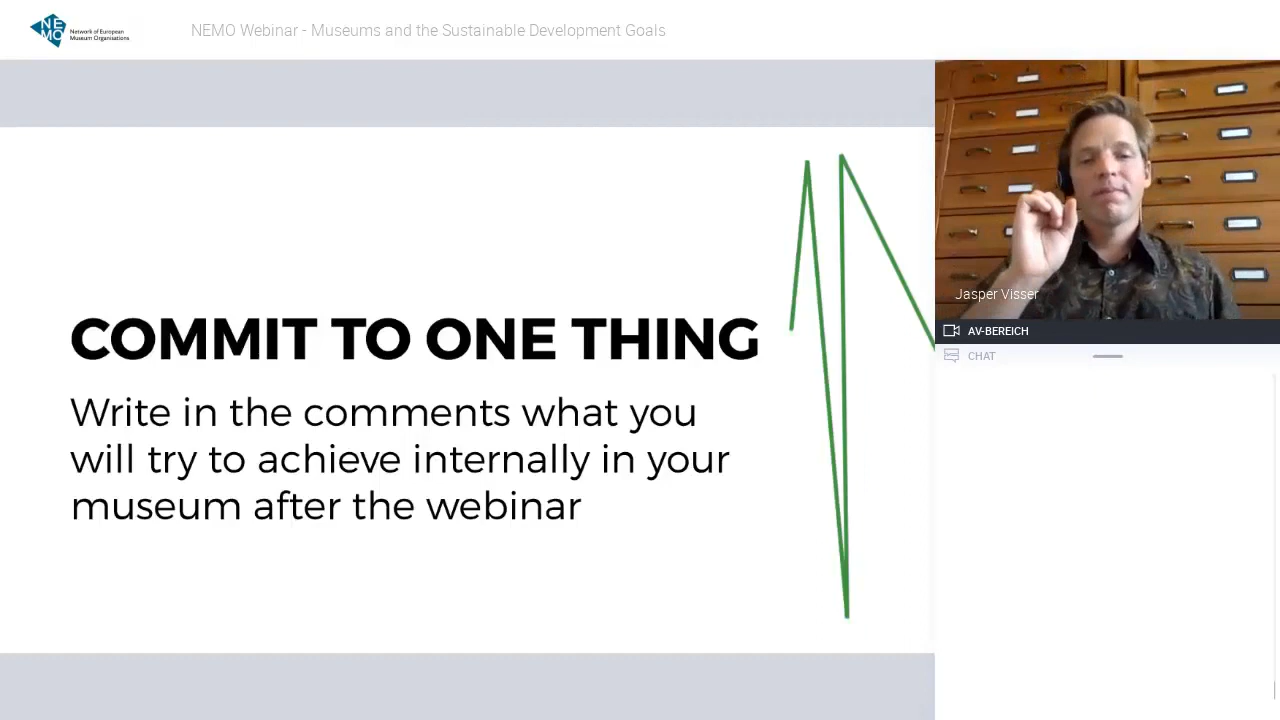 NE
MO
Network of European
Museum Organisations
NEMO Webinar - Museums and the Sustainable Development Goals
COMMIT TO ONE THING
Write in the comments what you
will try to achieve internally in your
museum after the webinar
Jasper Visser
AV-BEREICH
CHAT